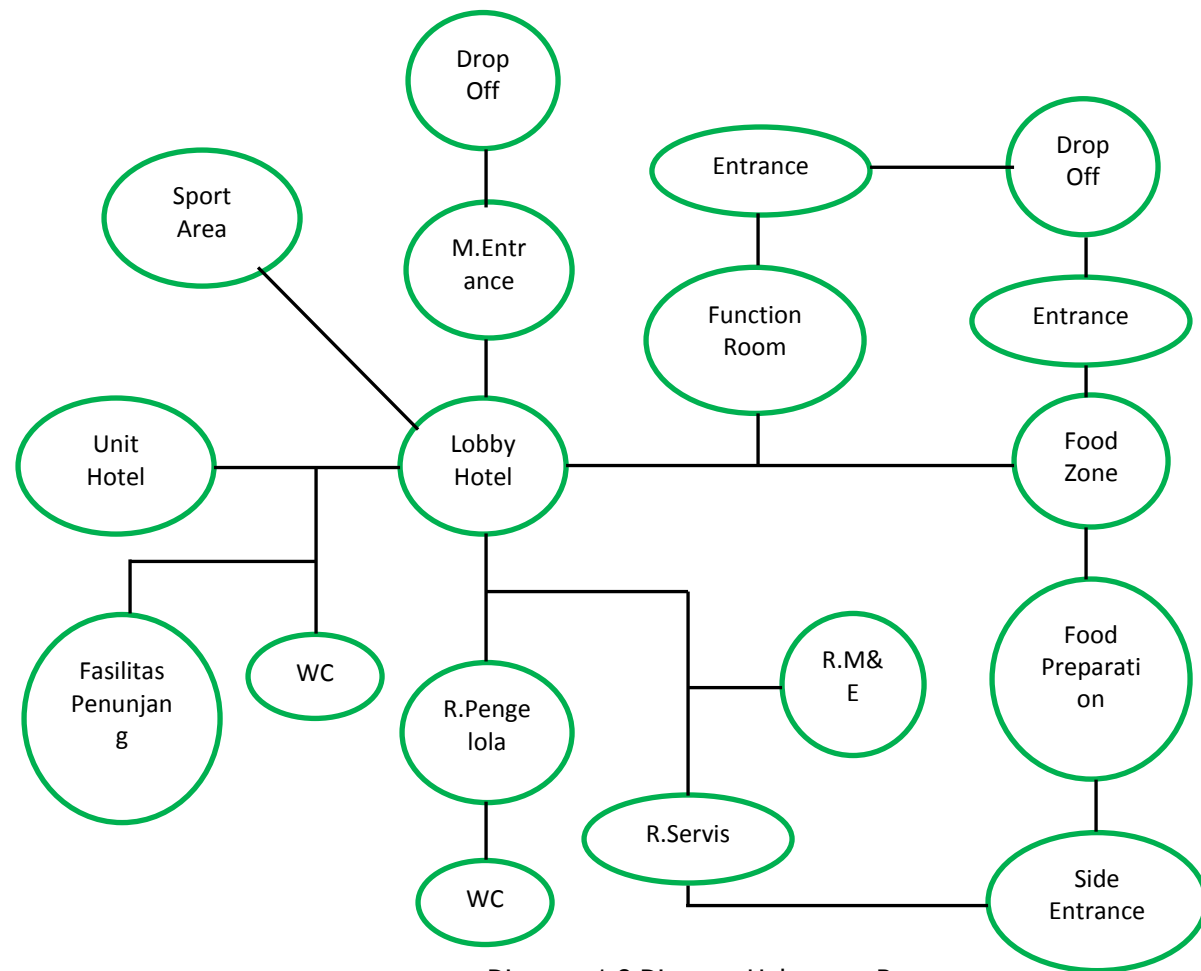 Drop
Off
Drop
Off
Entrance
Sport
Area
M.Entr
ance
Function
Room
Entrance
Unit
Hotel
Lobby
Hotel
Food
Zone
Fasilitas
Penunjan
g
WC
R.Penge
lola
R.M&
E
Food
Preparati
on
R.Servis
WC
Side
Entrance